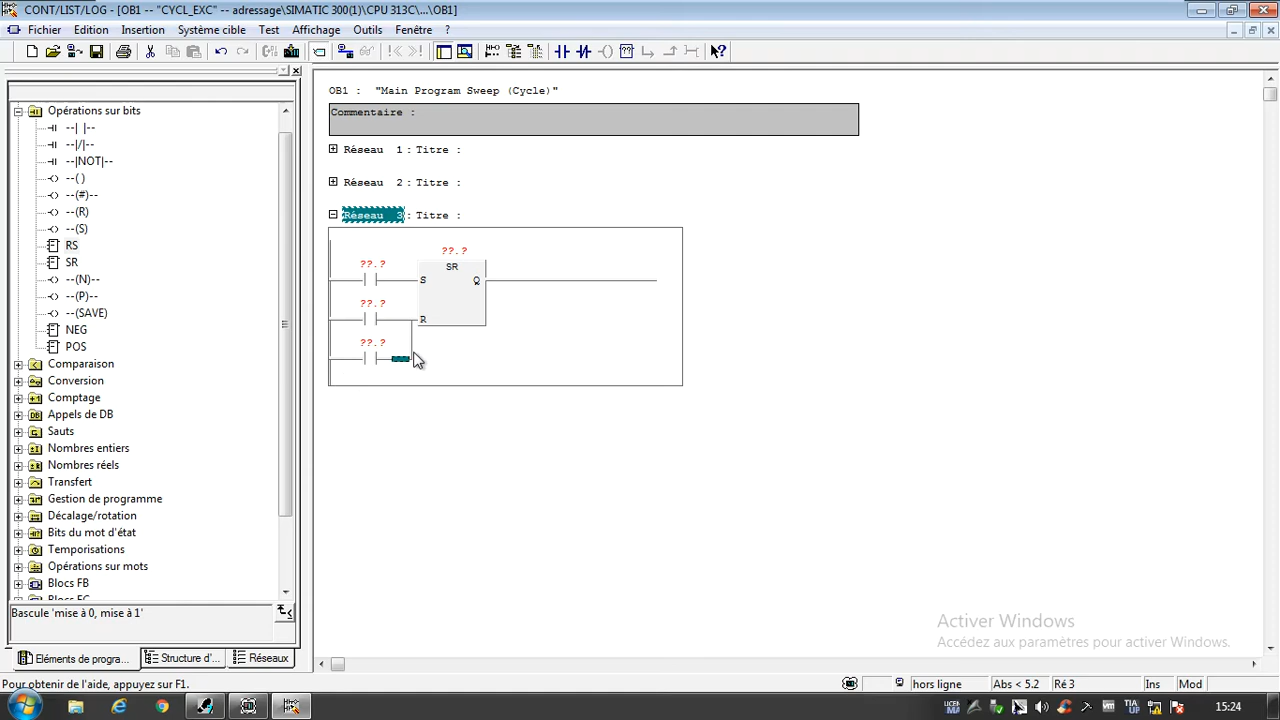 CONT/LIST/LOG - [OB1 -- "CYCL_EXC" -- adressage\SIMATIC 300(1)\CPU 313C\...\OB1]
Fichier Edition Insertion Système cible Test Affichage Outils Fenêtre ?
Opérations sur bits
--| |--
--|/|--
--|NOT|--
--( )
--(#)--
--(R)
--(S)
RS
SR
--(N)--
--(P)--
--(SAVE)
NEG
POS
Comparaison
Conversion
Comptage
Appels de DB
Sauts
Nombres entiers
Nombres réels
Transfert
Gestion de programme
Décalage/rotation
Bits du mot d'état
Temporisations
Opérations sur mots
Blocs FB
Blocs FC
Bascule 'mise à 0, mise à 1'
Eléments de progra... Structure d'... Réseaux
OB1 : "Main Program Sweep (Cycle)"
Commentaire :
Réseau 1 : Titre :
Réseau 2 : Titre :
Réseau 3 : Titre :
??.?
??.? SR
S Q
??.?
R
??.?
Activer Windows
Accédez aux paramètres pour activer Windows.
Pour obtenir de l'aide, appuyez sur F1. hors ligne Abs < 5.2 Ré 3 Ins Mod
15:24